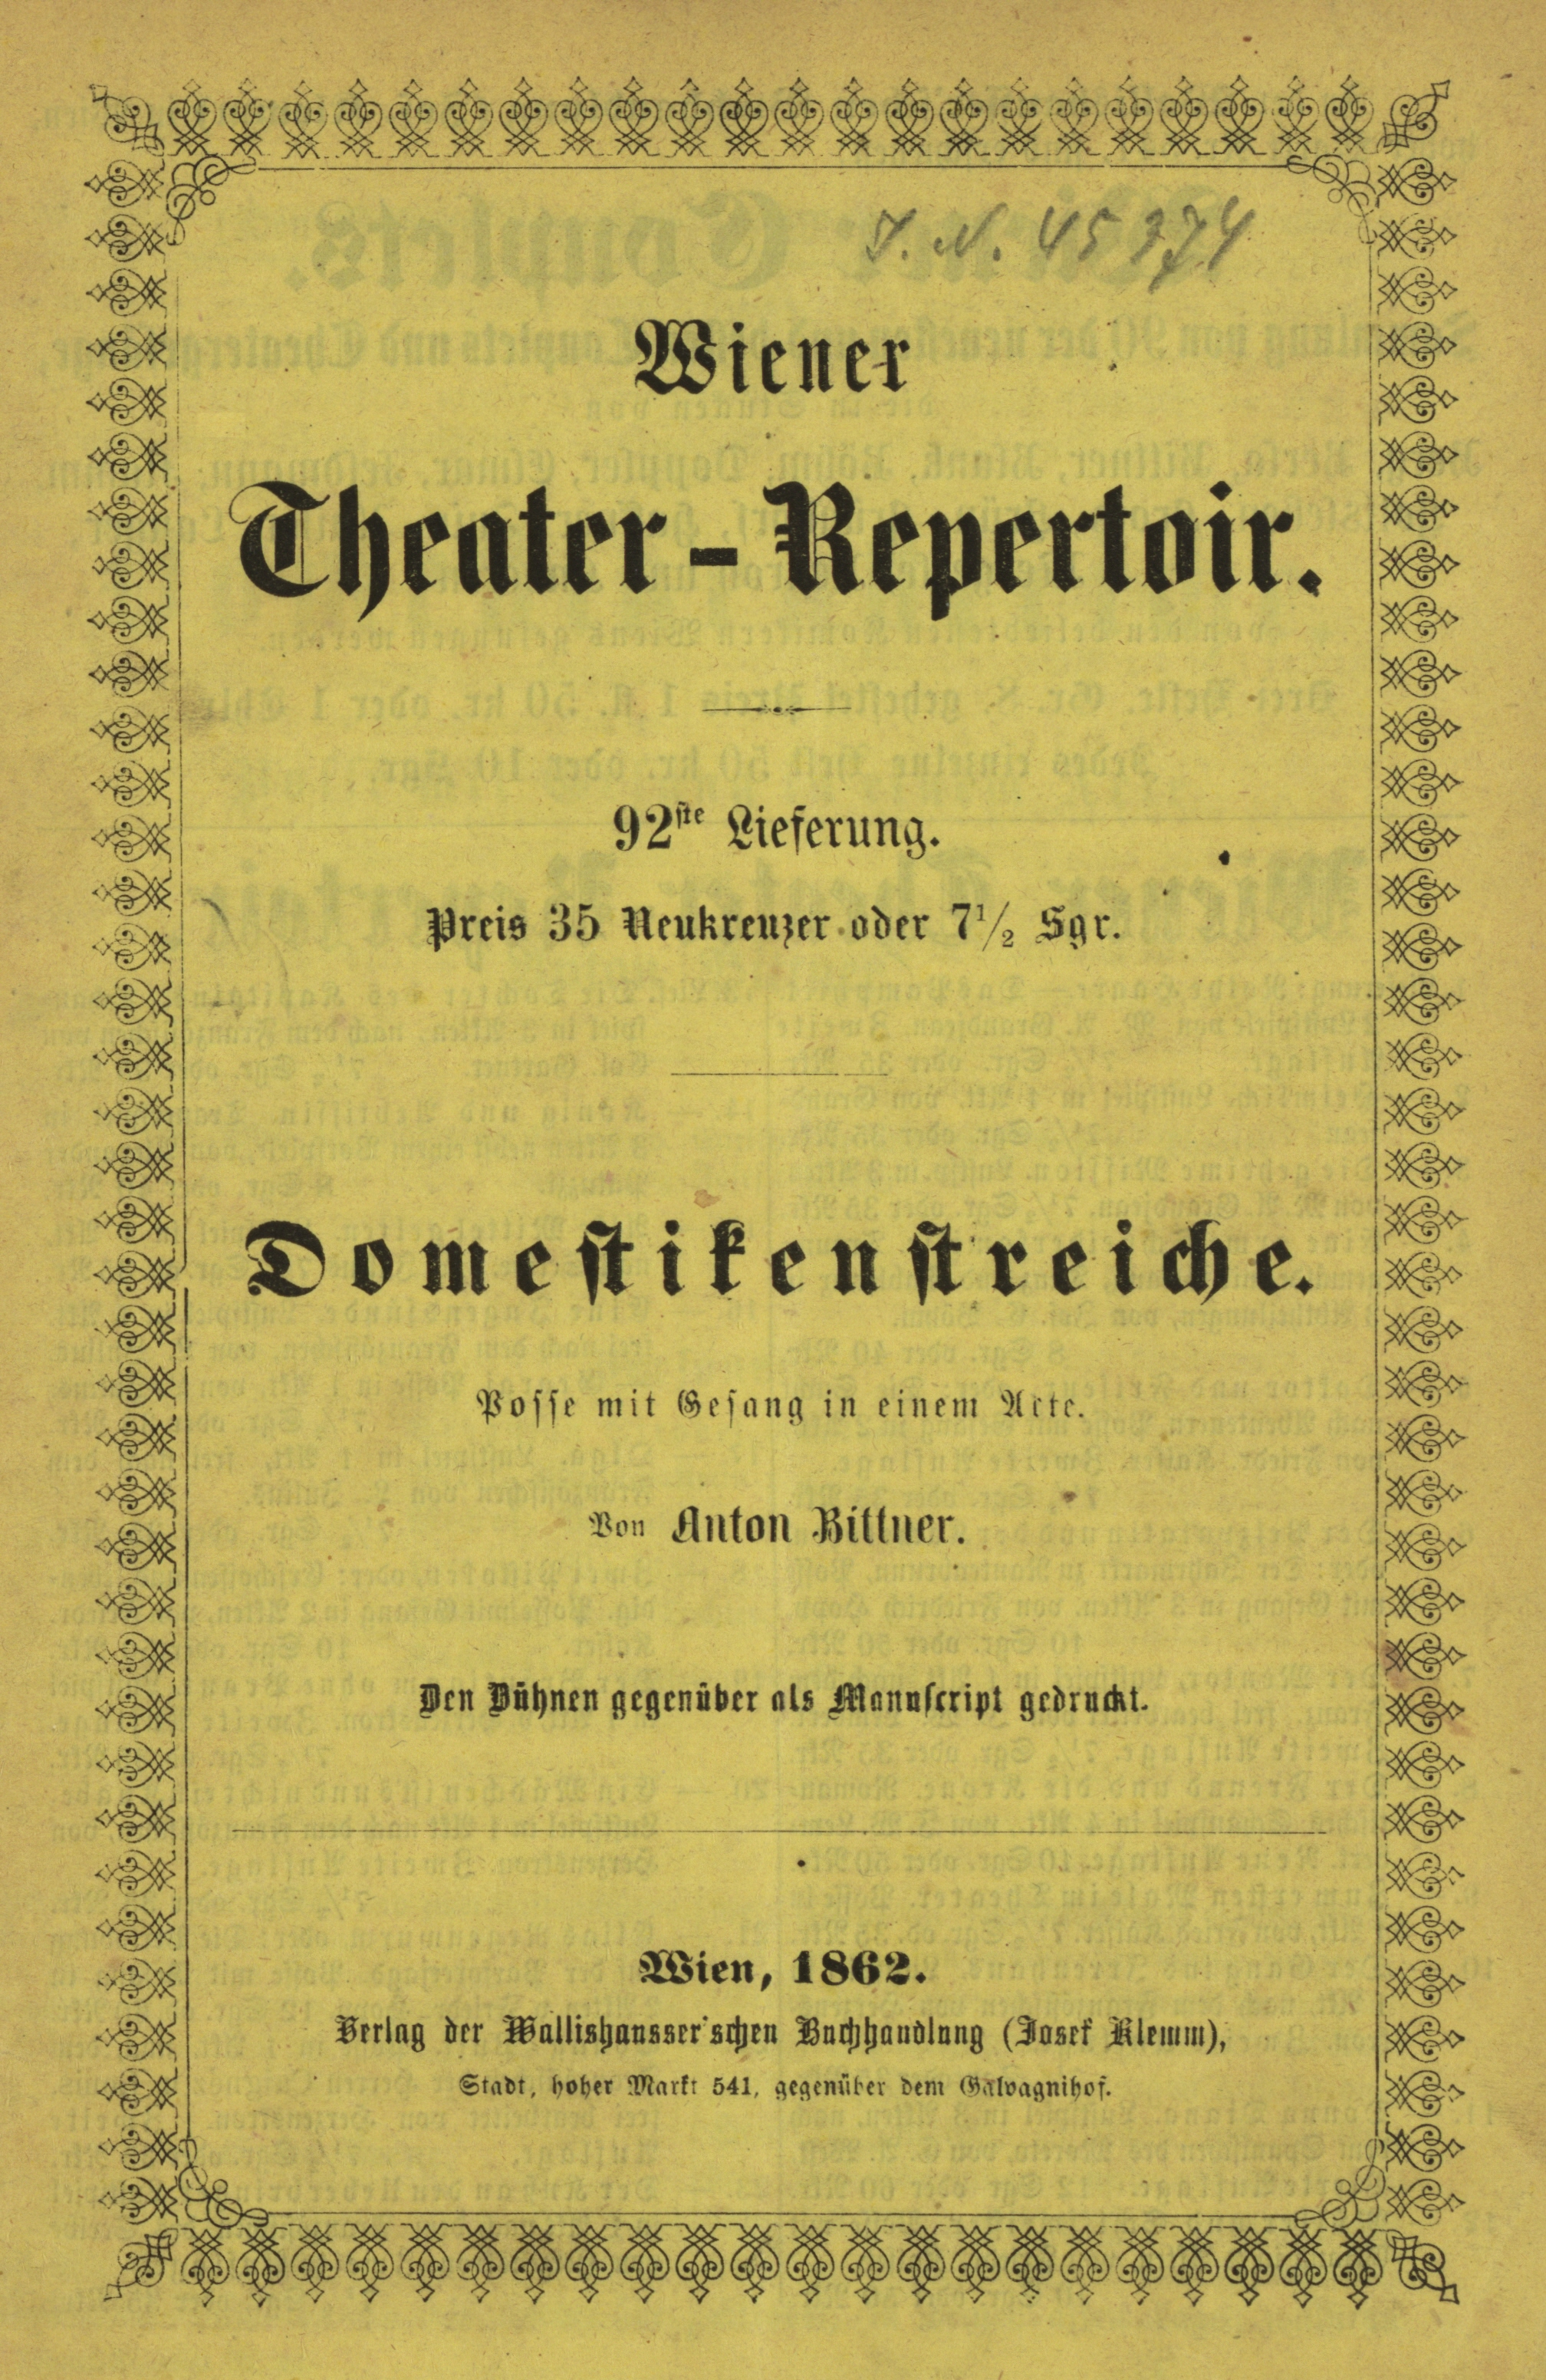 J. N. 45374
Wiener
Theater-Repertoir.
92ste Lieferung.
Preis 35 Neukreuzer oder 7½ Sgr.
Domestikenstreiche.
Posse mit Gesang in einem Acte.
Von Anton Bittner.
Den Bühnen gegenüber als Manuscript gedruckt.
Wien, 1862.
Verlag der Wallishausser'schen Buchhandlung (Josef Klemm),
Stadt, hoher Markt 541, gegenüber dem Galvagnihof.